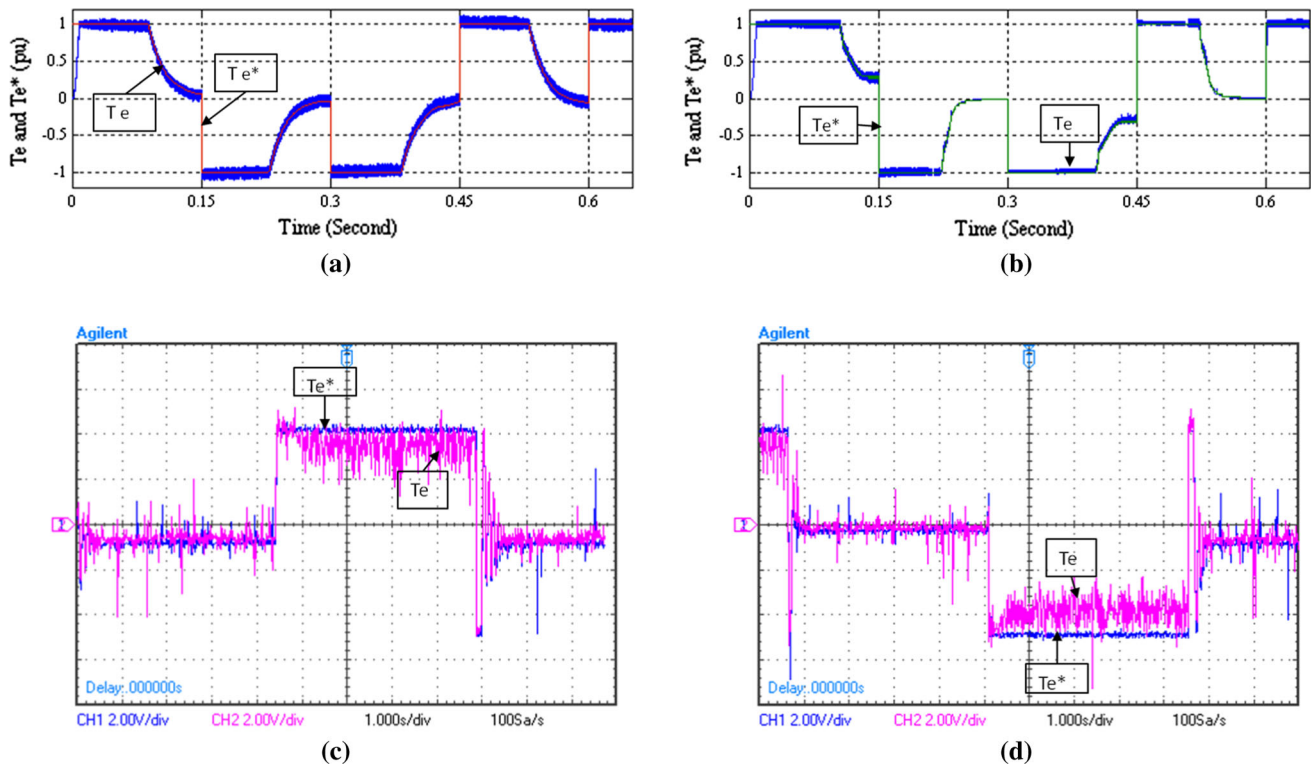 Te and Te* (pu)
1
0.5
0
-0.5
-1
T e
T e*
0
0.15
0.3
0.45
0.6
Time (Second)
(a)
Te and Te* (pu)
1
0.5
0
-0.5
-1
Te*
Te
0
0.15
0.3
0.45
0.6
Time (Second)
(b)
Agilent
Te*
Te
Delay:.000000s
CH1 2.00V/div CH2 2.00V/div 1.000s/div 100Sa/s
(c)
Agilent
Te
Te*
Delay:.000000s
CH1 2.00V/div CH2 2.00V/div 1.000s/div 100Sa/s
(d)